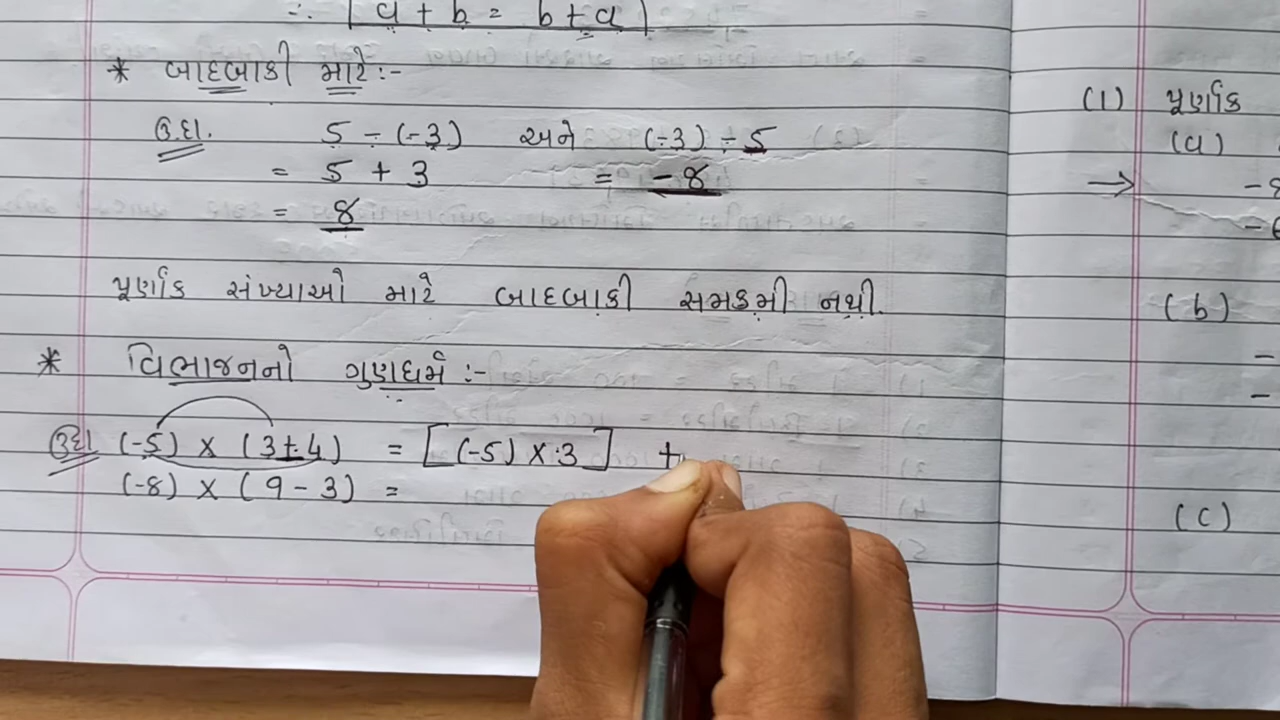 ∴ a + b = b + a
* બાદબાકી માટે :-
ઉદા. 5 - (-3) અને (-3) - 5
= 5 + 3 = -8
= 8
પૂર્ણાંક સંખ્યાઓ માટે બાદબાકી સમક્રમી નથી.
* વિભાજનનો ગુણધર્મ :-
ઉદા (-5) × (3 + 4) = [(-5) × 3] +
(-8) × (9 - 3) =
(1) પૂર્ણાંક
(a)
→ -8
(b)
-
-
(c)